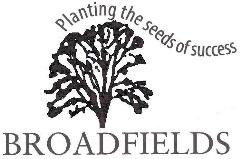 Planting the seeds of success
BROADFIELDS